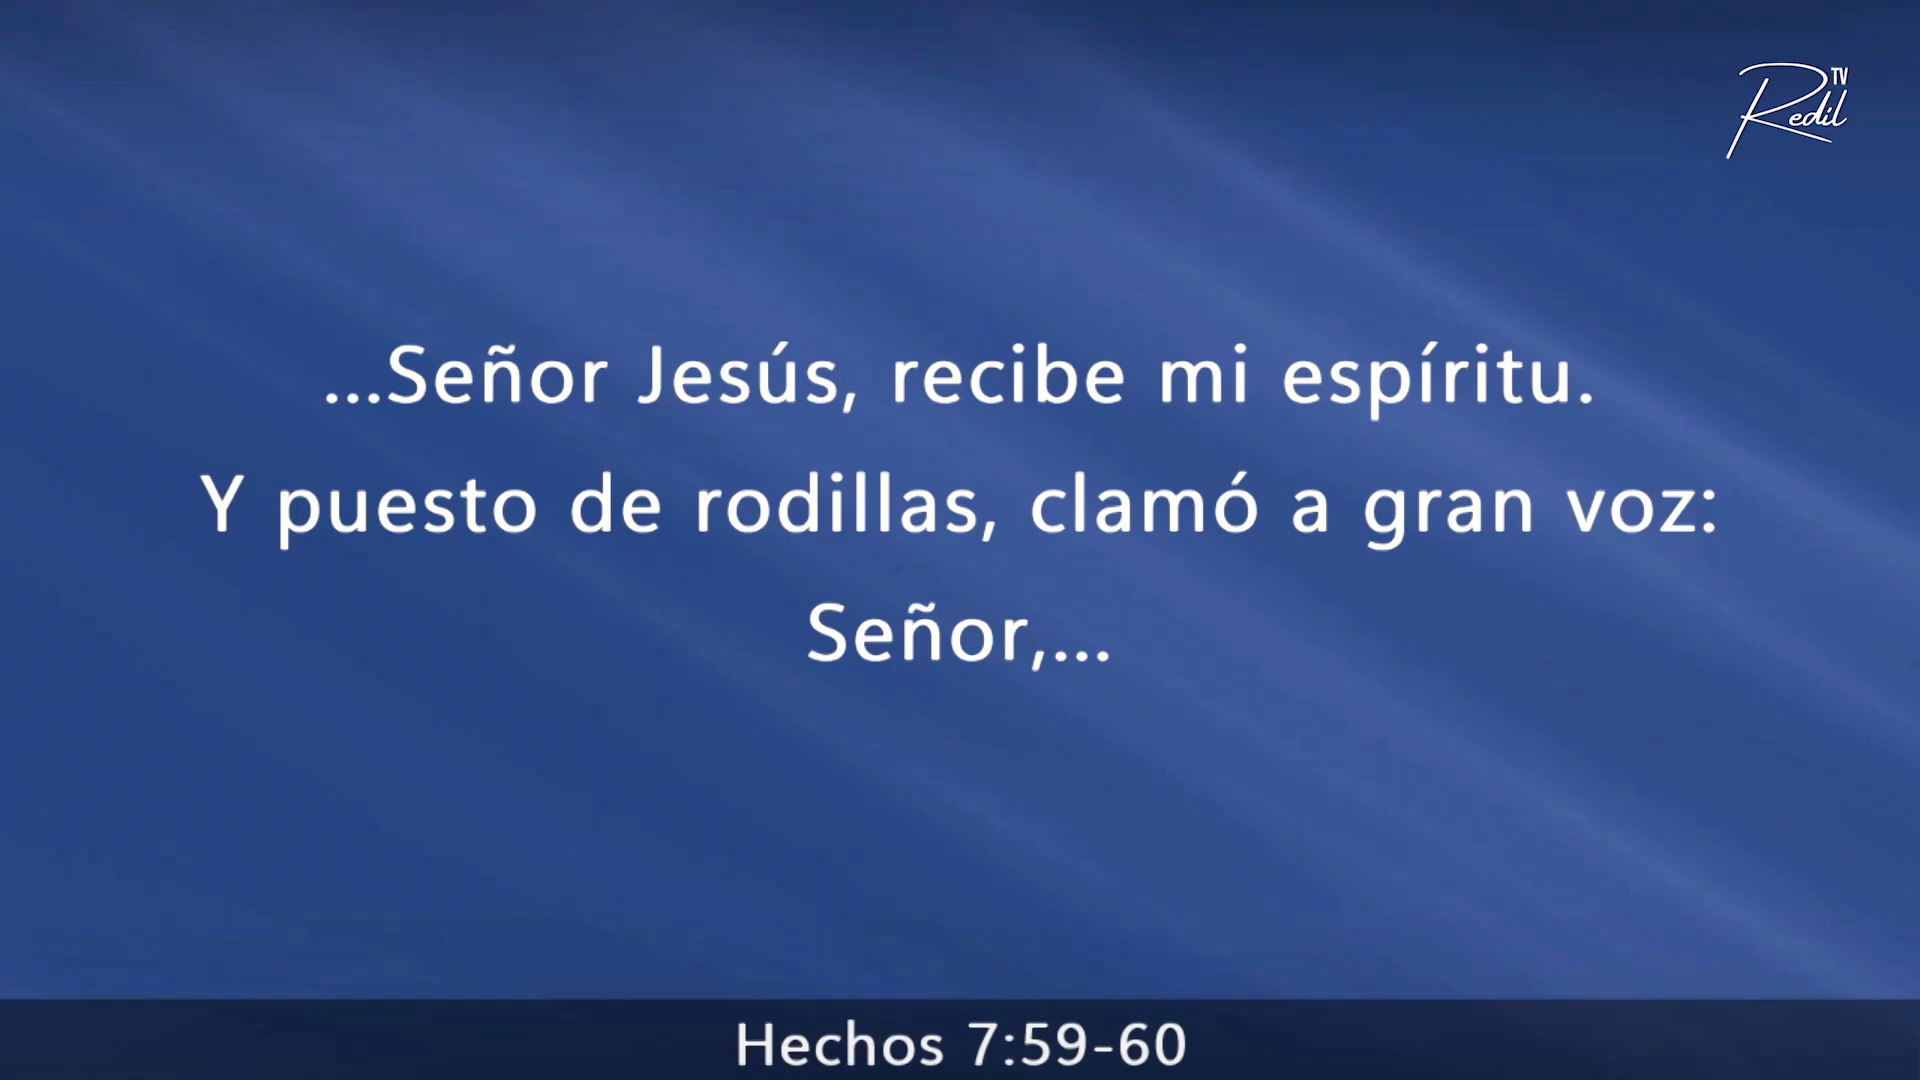 TV
Redil
...Señor Jesús, recibe mi espíritu.
Y puesto de rodillas, clamó a gran voz:
Señor,...
Hechos 7:59-60